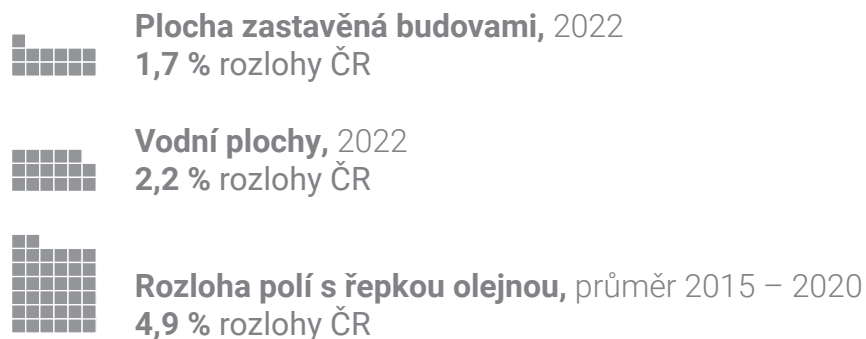 Plocha zastavěná budovami, 2022
1,7 % rozlohy ČR
Vodní plochy, 2022
2,2 % rozlohy ČR
Rozloha polí s řepkou olejnou, průměr 2015 – 2020
4,9 % rozlohy ČR